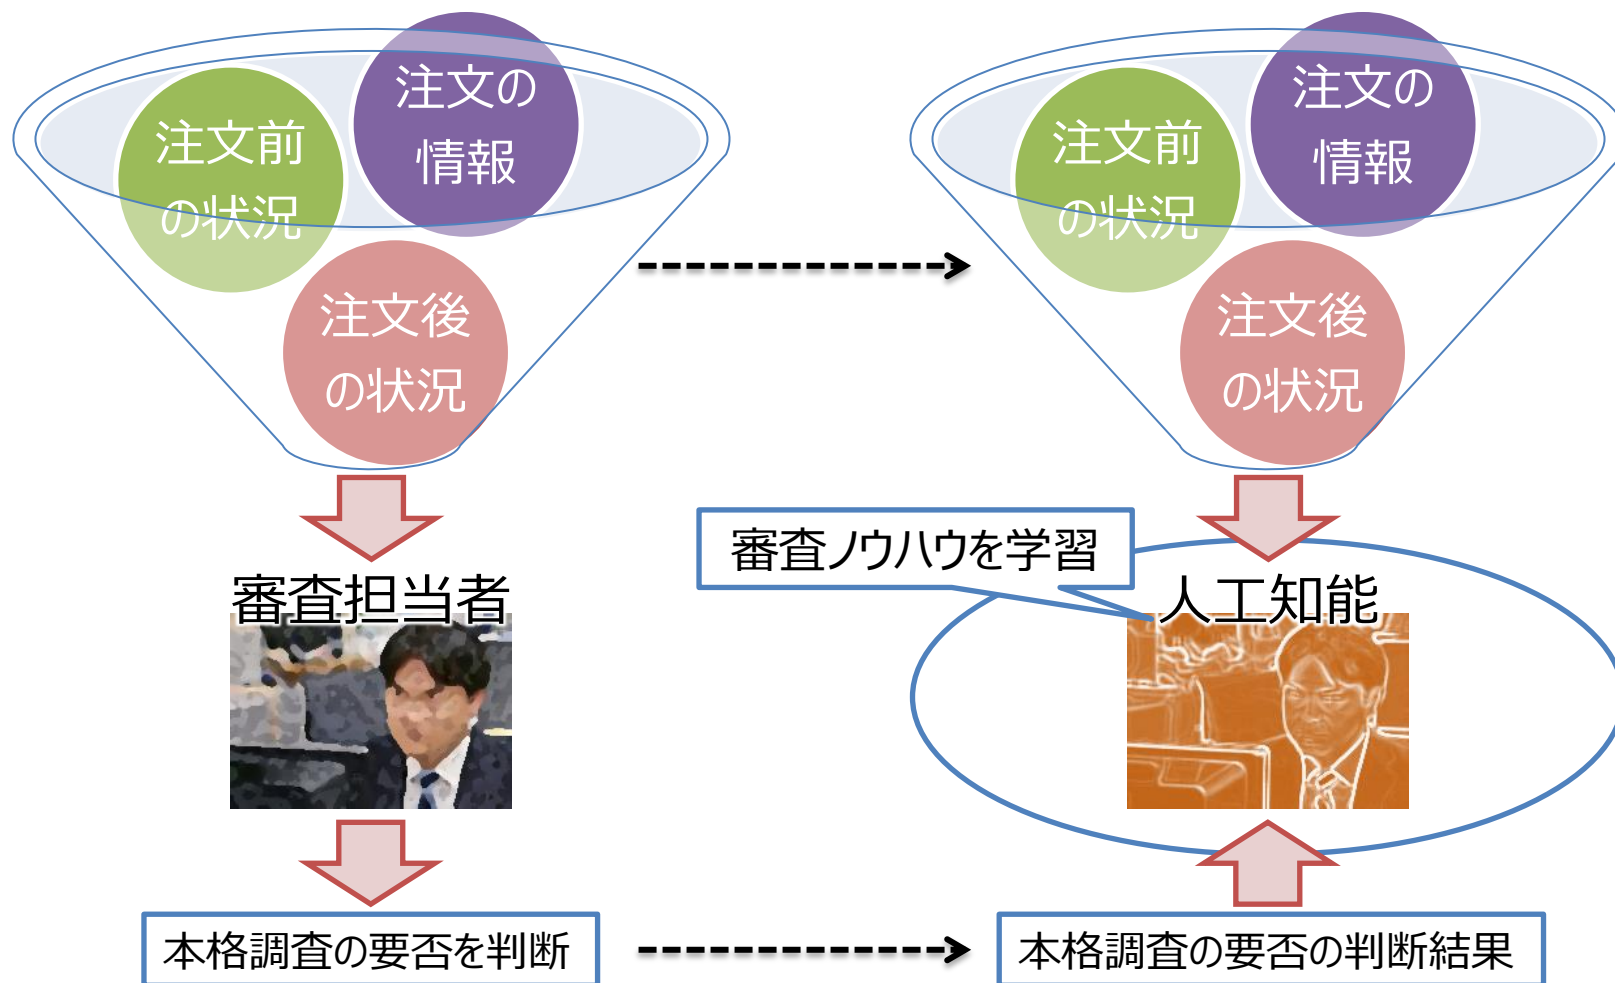 注文の
情報
注文前
の状況
注文後
の状況
審査担当者
本格調査の要否を判断
注文の
情報
注文前
の状況
注文後
の状況
審査ノウハウを学習
人工知能
本格調査の要否の判断結果